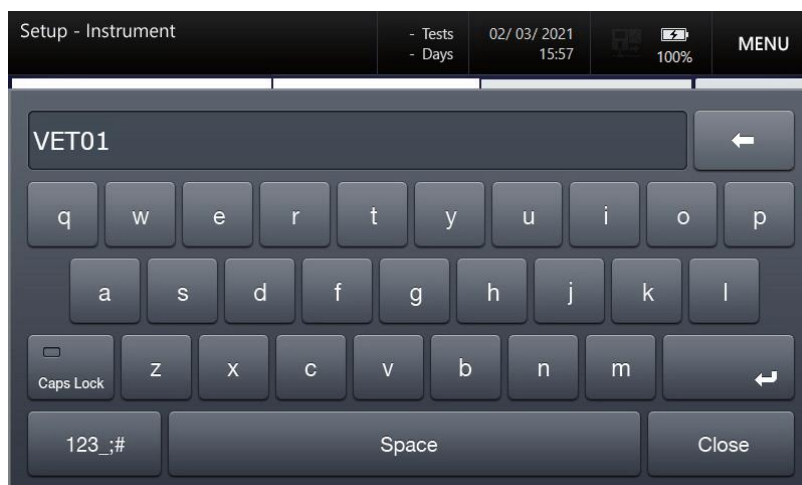 Setup - Instrument
- Tests
- Days
02/ 03/ 2021
15:57
100%
MENU
VET01
q w e r t y u i o p
a s d f g h j k l
Caps Lock z x c v b n m
123_;# Space Close